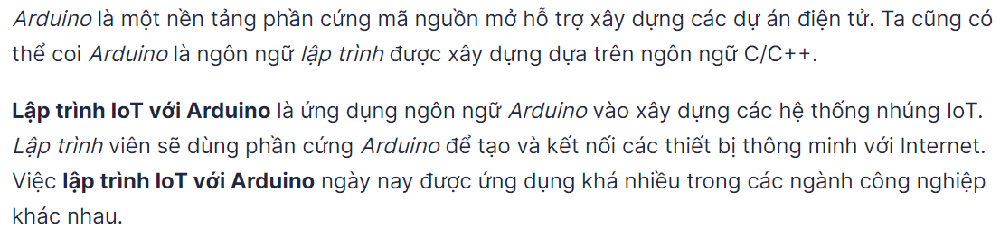 Arduino là một nền tảng phần cứng mã nguồn mở hỗ trợ xây dựng các dự án điện tử. Ta cũng có
thể coi Arduino là ngôn ngữ lập trình được xây dựng dựa trên ngôn ngữ C/C++.
Lập trình IoT với Arduino là ứng dụng ngôn ngữ Arduino vào xây dựng các hệ thống nhúng IoT.
Lập trình viên sẽ dùng phần cứng Arduino để tạo và kết nối các thiết bị thông minh với Internet.
Việc lập trình IoT với Arduino ngày nay được ứng dụng khá nhiều trong các ngành công nghiệp
khác nhau.